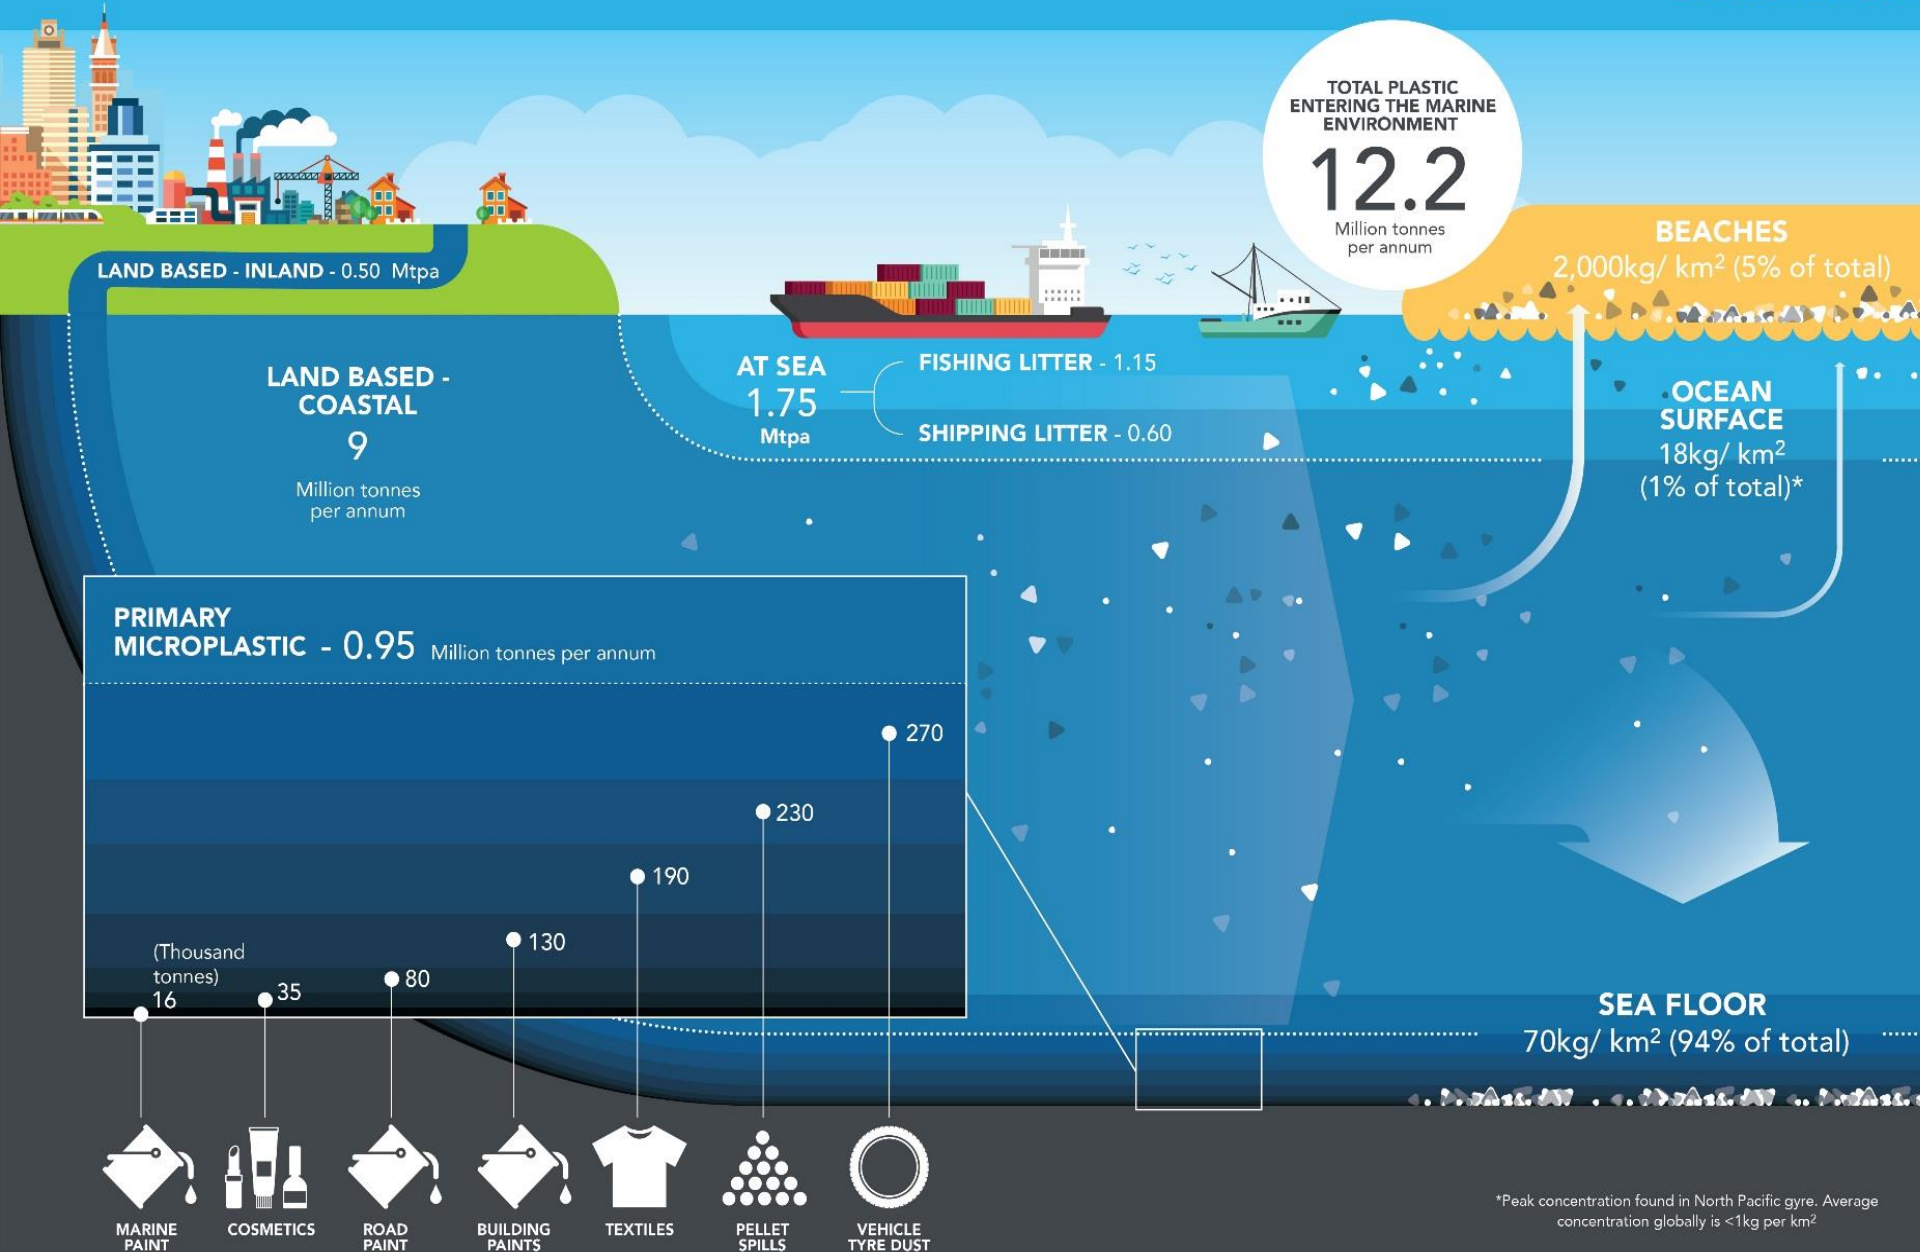 TOTAL PLASTIC
ENTERING THE MARINE
ENVIRONMENT
12.2
Million tonnes
per annum
BEACHES
2,000kg/ km² (5% of total)
LAND BASED - INLAND - 0.50 Mtpa
LAND BASED -
COASTAL
9
Million tonnes
per annum
AT SEA
1.75
Mtpa
FISHING LITTER - 1.15
SHIPPING LITTER - 0.60
OCEAN
SURFACE
18kg/ km²
(1% of total)*
PRIMARY
MICROPLASTIC - 0.95 Million tonnes per annum
270
230
190
130
80
35
(Thousand
tonnes)
16
SEA FLOOR
70kg/ km² (94% of total)
MARINE
PAINT
COSMETICS
ROAD
PAINT
BUILDING
PAINTS
TEXTILES
PELLET
SPILLS
VEHICLE
TYRE DUST
*Peak concentration found in North Pacific gyre. Average
concentration globally is <1kg per km²